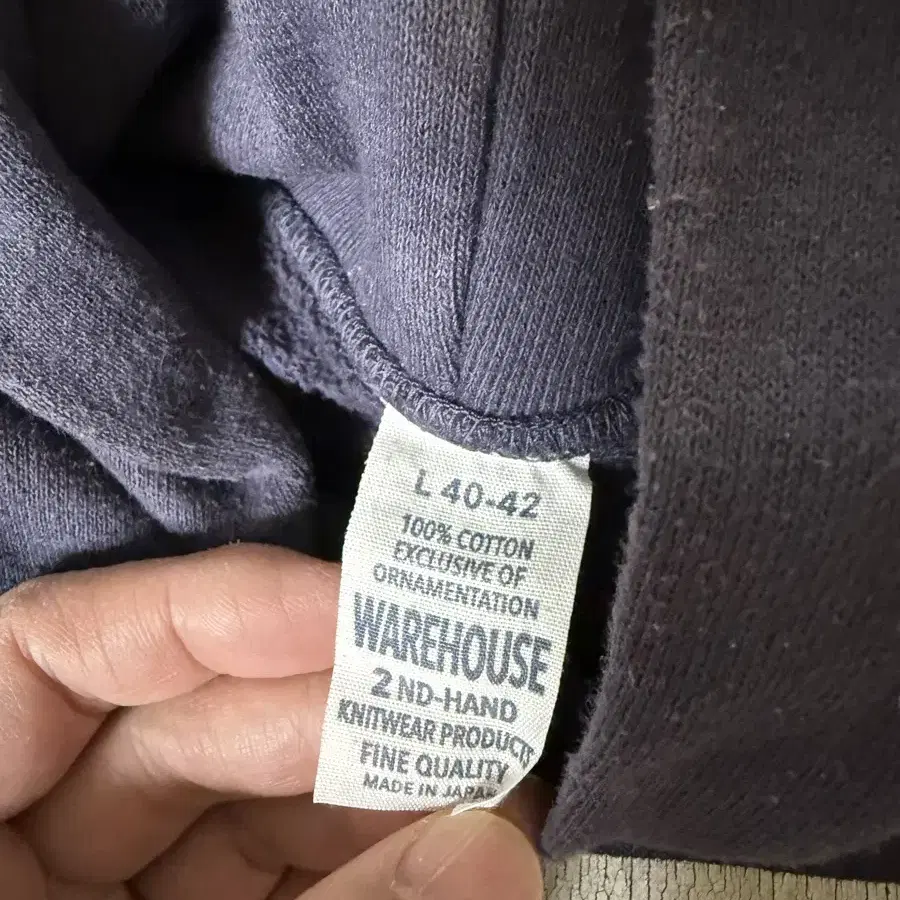 L 40-42
100% COTTON
EXCLUSIVE OF
ORNAMENTATION
WAREHOUSE
2ND-HAND
KNITWEAR PRODUCTS
FINE QUALITY
MADE IN JAPAN